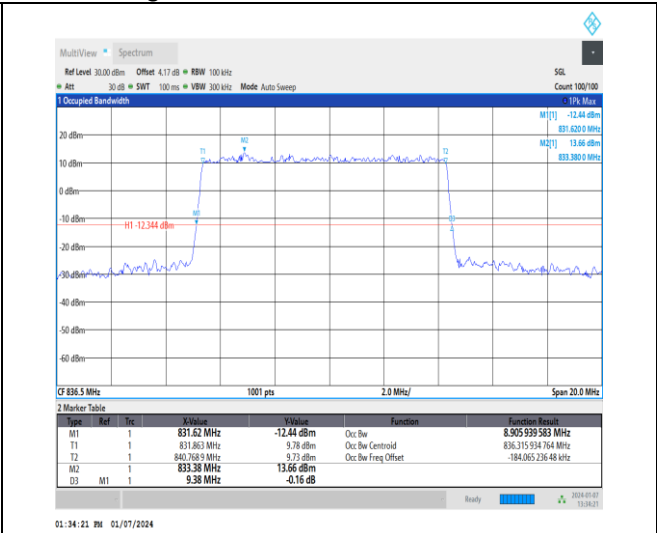 MultiView Spectrum
Ref Level 30.00 dBm Offset 4.17 dB RBW 100 kHz SGL
Att 30 dB SWT 100 ms VBW 300 kHz Mode Auto Sweep Count 100/100
1 Occupied Bandwidth 1Pk Max
M1[1] -12.44 dBm
831.620 0 MHz
M2[1] 13.66 dBm
833.380 0 MHz
20 dBm
M2
T1
T2
10 dBm
0 dBm
-10 dBm
M1
D3
H1 -12.344 dBm
-20 dBm
-30 dBm
-40 dBm
-50 dBm
-60 dBm
CF 836.5 MHz 1001 pts 2.0 MHz/ Span 20.0 MHz
2 Marker Table
Type Ref Trc X-Value Y-Value Function Function Result
M1 1 831.62 MHz -12.44 dBm Occ Bw 8.905 939 583 MHz
T1 1 831.863 MHz 9.78 dBm Occ Bw Centroid 836.315 934 764 MHz
T2 1 840.768 9 MHz 9.73 dBm Occ Bw Freq Offset -184.065 236 48 kHz
M2 1 833.38 MHz 13.66 dBm
D3 M1 1 9.38 MHz -0.16 dB
Ready 2024-01-07
13:34:21
01:34:21 PM 01/07/2024